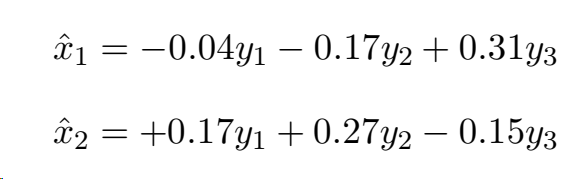 x̂₁ = −0.04y₁ − 0.17y₂ + 0.31y₃
x̂₂ = +0.17y₁ + 0.27y₂ − 0.15y₃